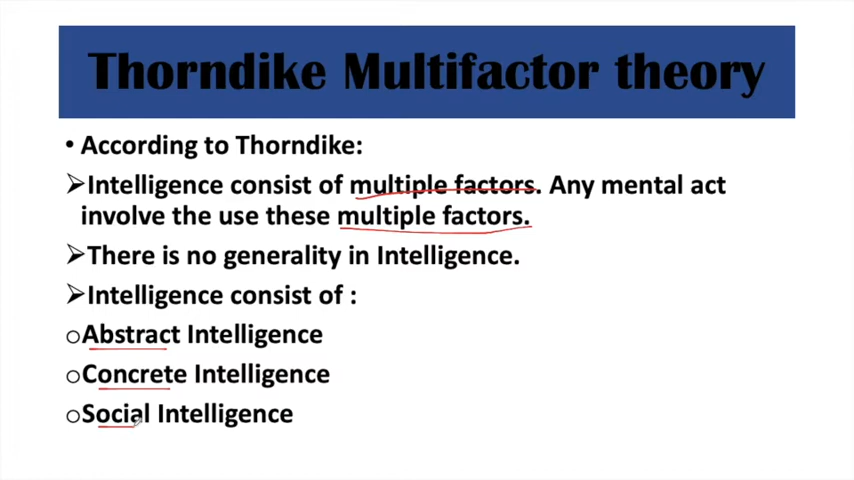 Thorndike Multifactor theory
• According to Thorndike:
➢Intelligence consist of multiple factors. Any mental act
involve the use these multiple factors.
➢There is no generality in Intelligence.
➢Intelligence consist of :
oAbstract Intelligence
oConcrete Intelligence
oSocial Intelligence